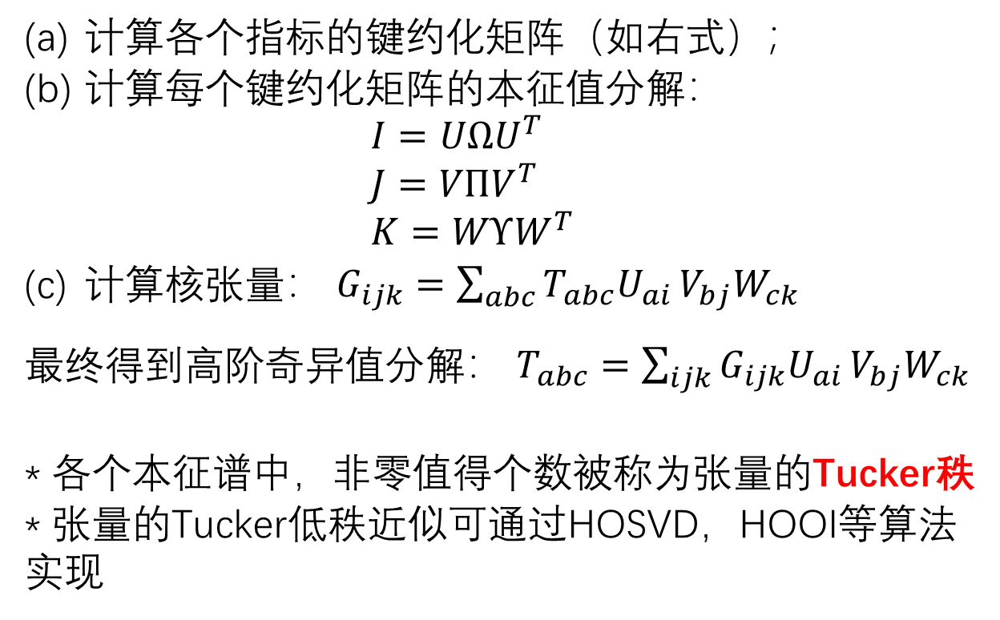 (a) 计算各个指标的键约化矩阵（如右式）;
(b) 计算每个键约化矩阵的本征值分解:
I = UΩU^T
J = VΠV^T
K = WΥW^T
(c) 计算核张量: G_{ijk} = ∑_{abc} T_{abc}U_{ai} V_{bj}W_{ck}
最终得到高阶奇异值分解: T_{abc} = ∑_{ijk} G_{ijk}U_{ai} V_{bj}W_{ck}
* 各个本征谱中，非零值得个数被称为张量的Tucker秩
* 张量的Tucker低秩近似可通过HOSVD，HOOI等算法
实现